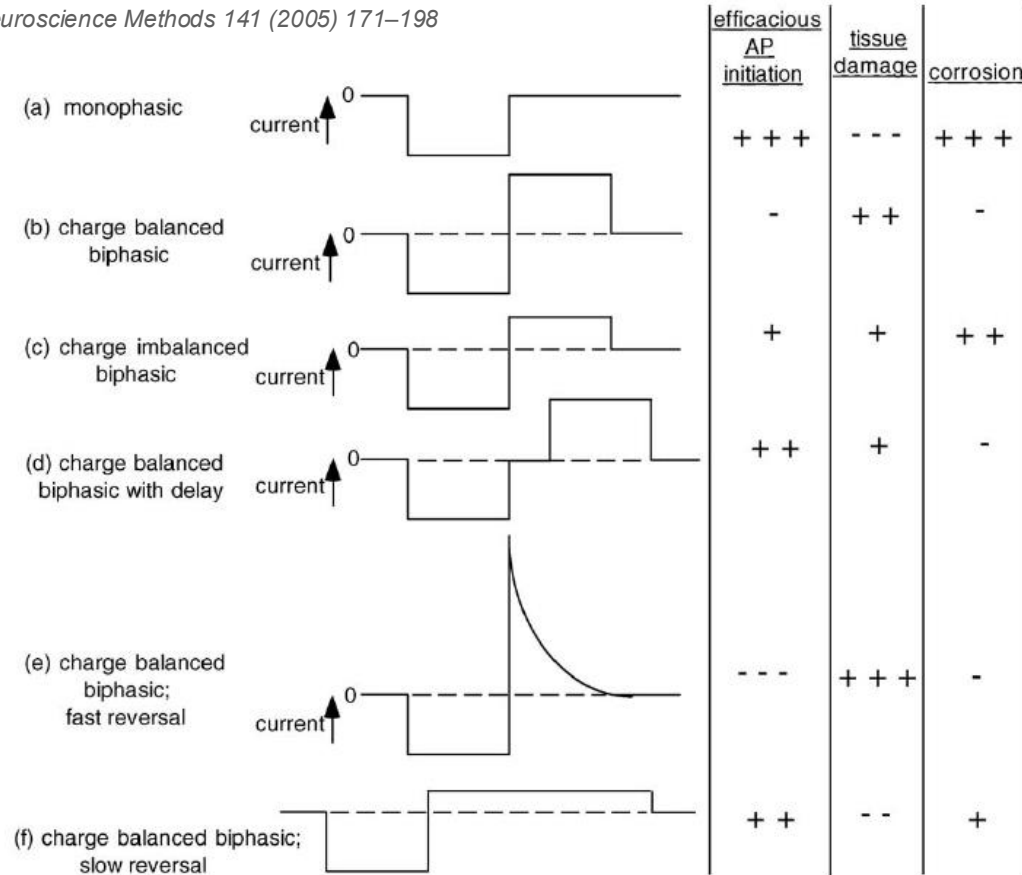 uroscience Methods 141 (2005) 171–198
efficacious
AP
initiation
tissue
damage
corrosion
(a) monophasic
0
current
+ + +
- - -
+ + +
(b) charge balanced
biphasic
0
current
-
+ +
-
(c) charge imbalanced
biphasic
0
current
+
+
+ +
(d) charge balanced
biphasic with delay
0
current
+ +
+
-
(e) charge balanced
biphasic;
fast reversal
0
current
- - -
+ + +
-
(f) charge balanced biphasic;
slow reversal
+ +
- -
+